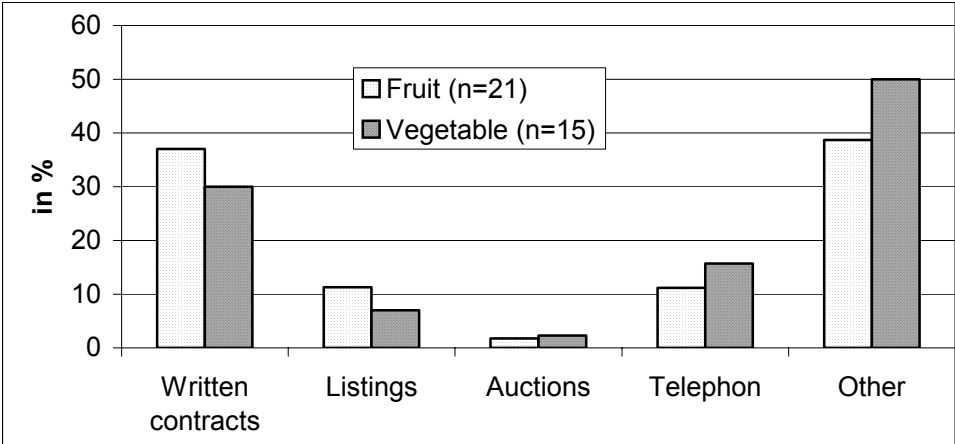 60
50
40
30
20
10
0
in %
Fruit (n=21)
Vegetable (n=15)
Written
contracts
Listings
Auctions
Telephon
Other